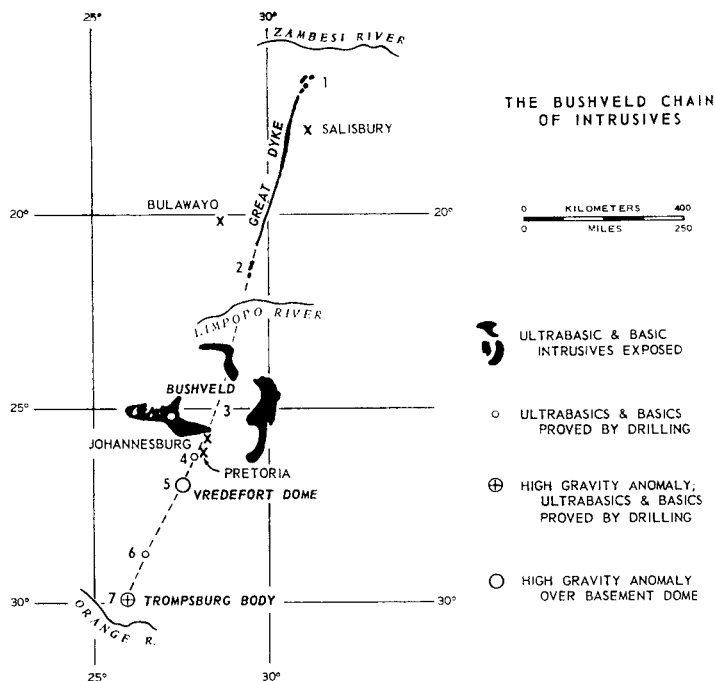 25°
30°
ZAMBESI RIVER
1
THE BUSHVELD CHAIN
OF INTRUSIVES
X SALISBURY
GREAT DYKE
BULAWAYO
X
0 KILOMETERS 400
0 MILES 250
20°
20°
2
LIMPOPO RIVER
ULTRABASIC & BASIC
INTRUSIVES EXPOSED
BUSHVELD
25°
25°
3
ULTRABASICS & BASICS
PROVED BY DRILLING
JOHANNESBURG
X
4
X
PRETORIA
5
VREDEFORT DOME
HIGH GRAVITY ANOMALY;
ULTRABASICS & BASICS
PROVED BY DRILLING
6
7
TROMPSBURG BODY
HIGH GRAVITY ANOMALY
OVER BASEMENT DOME
30°
30°
ORANGE R.
25°
30°